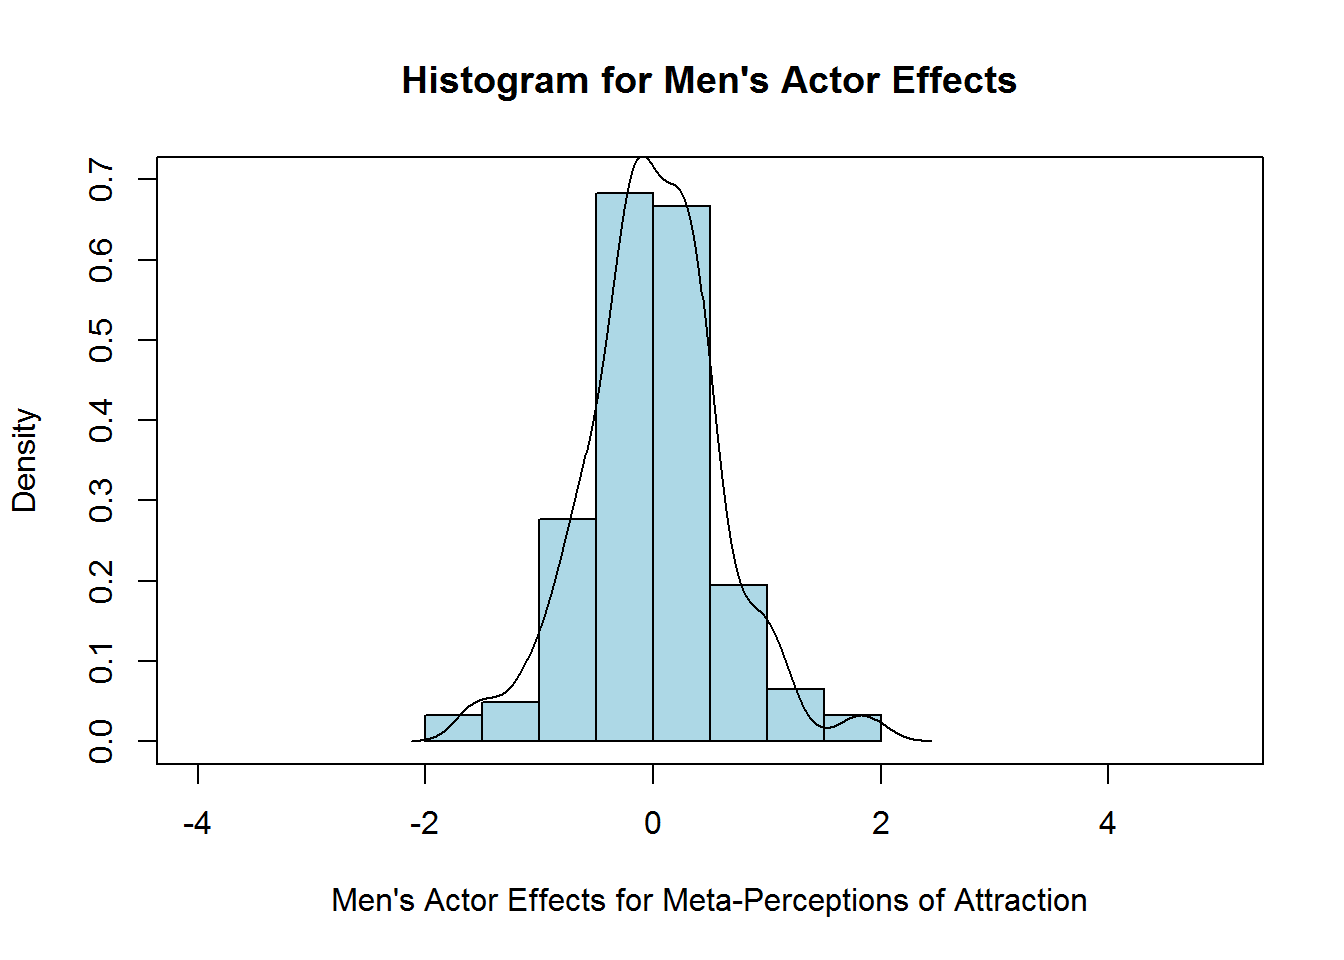 Histogram for Men's Actor Effects
Density
0.7
0.6
0.5
0.4
0.3
0.2
0.1
0.0
-4 -2 0 2 4
Men's Actor Effects for Meta-Perceptions of Attraction